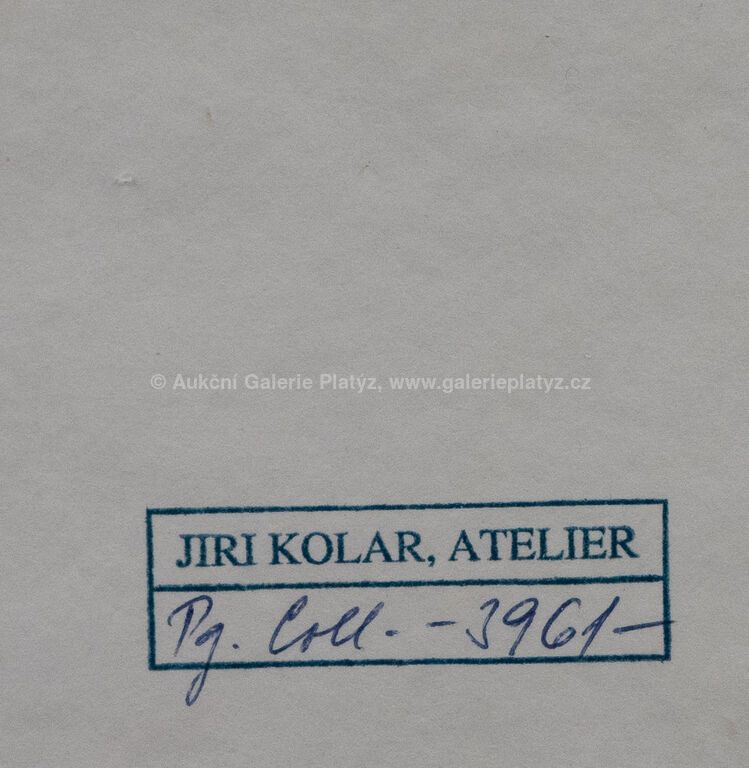 © Aukční Galerie Platýz, www.galerieplatyz.cz
JIRI KOLAR, ATELIER
Pg. Coll. - 3961 -